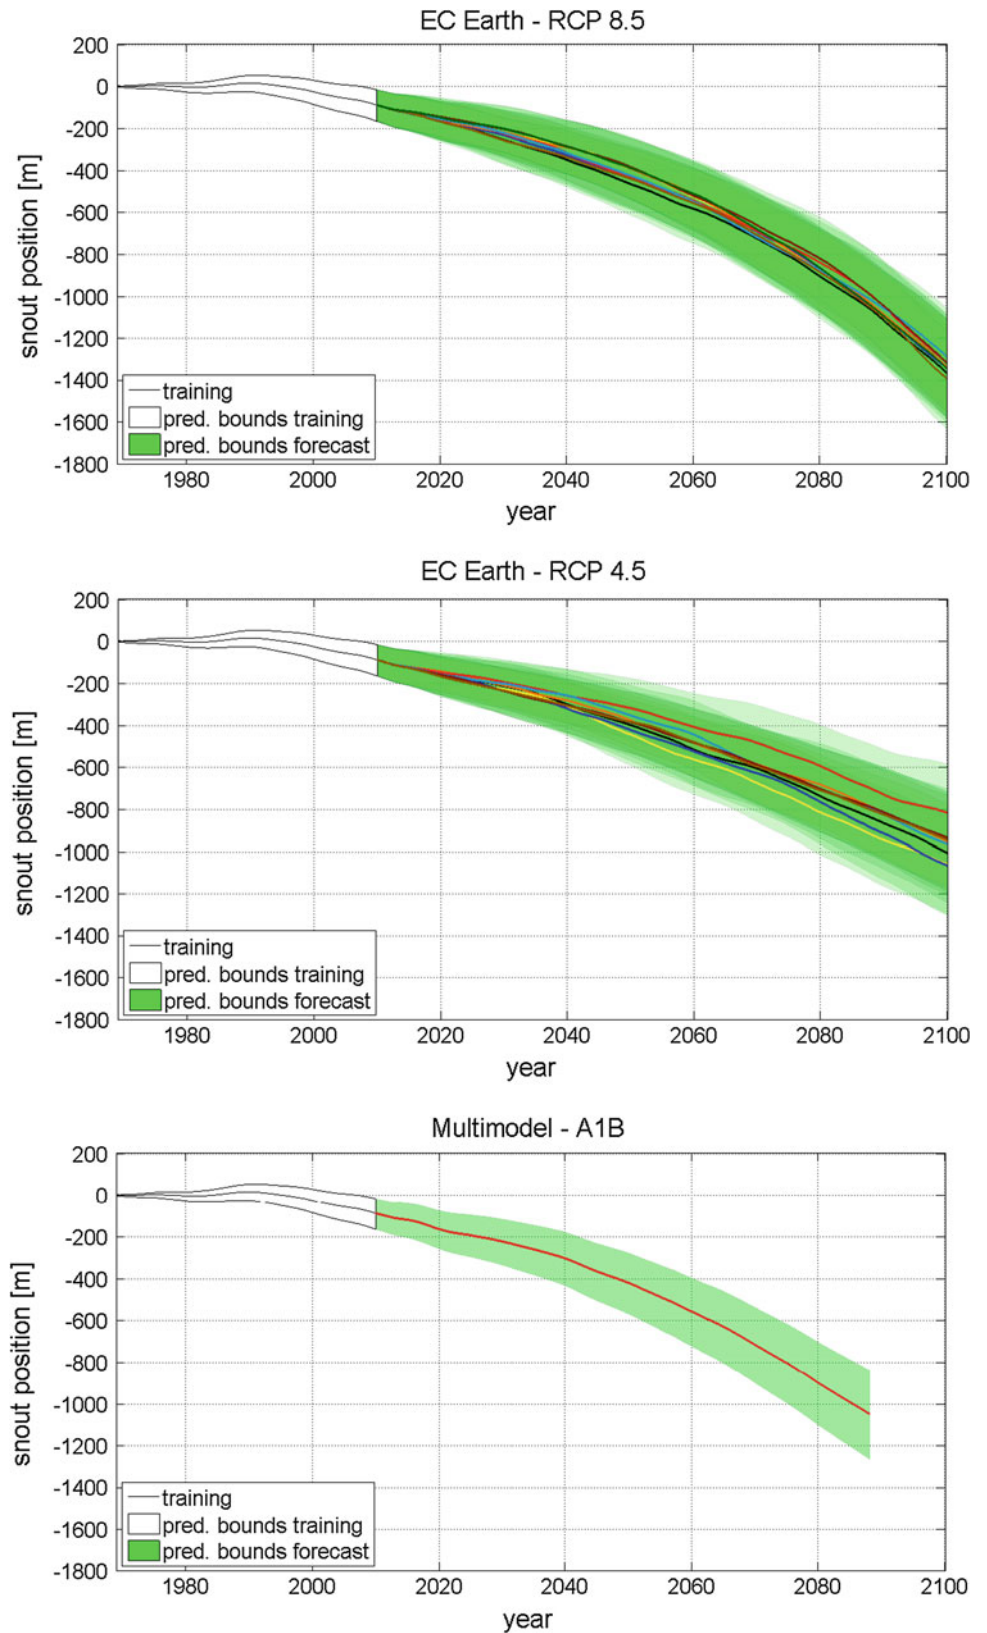 EC Earth - RCP 8.5
200
0
-200
-400
-600
-800
-1000
-1200
-1400
-1600
-1800
snout position [m]
training
pred. bounds training
pred. bounds forecast
1980 2000 2020 2040 2060 2080 2100
year
EC Earth - RCP 4.5
200
0
-200
-400
-600
-800
-1000
-1200
-1400
-1600
-1800
snout position [m]
training
pred. bounds training
pred. bounds forecast
1980 2000 2020 2040 2060 2080 2100
year
Multimodel - A1B
200
0
-200
-400
-600
-800
-1000
-1200
-1400
-1600
-1800
snout position [m]
training
pred. bounds training
pred. bounds forecast
1980 2000 2020 2040 2060 2080 2100
year